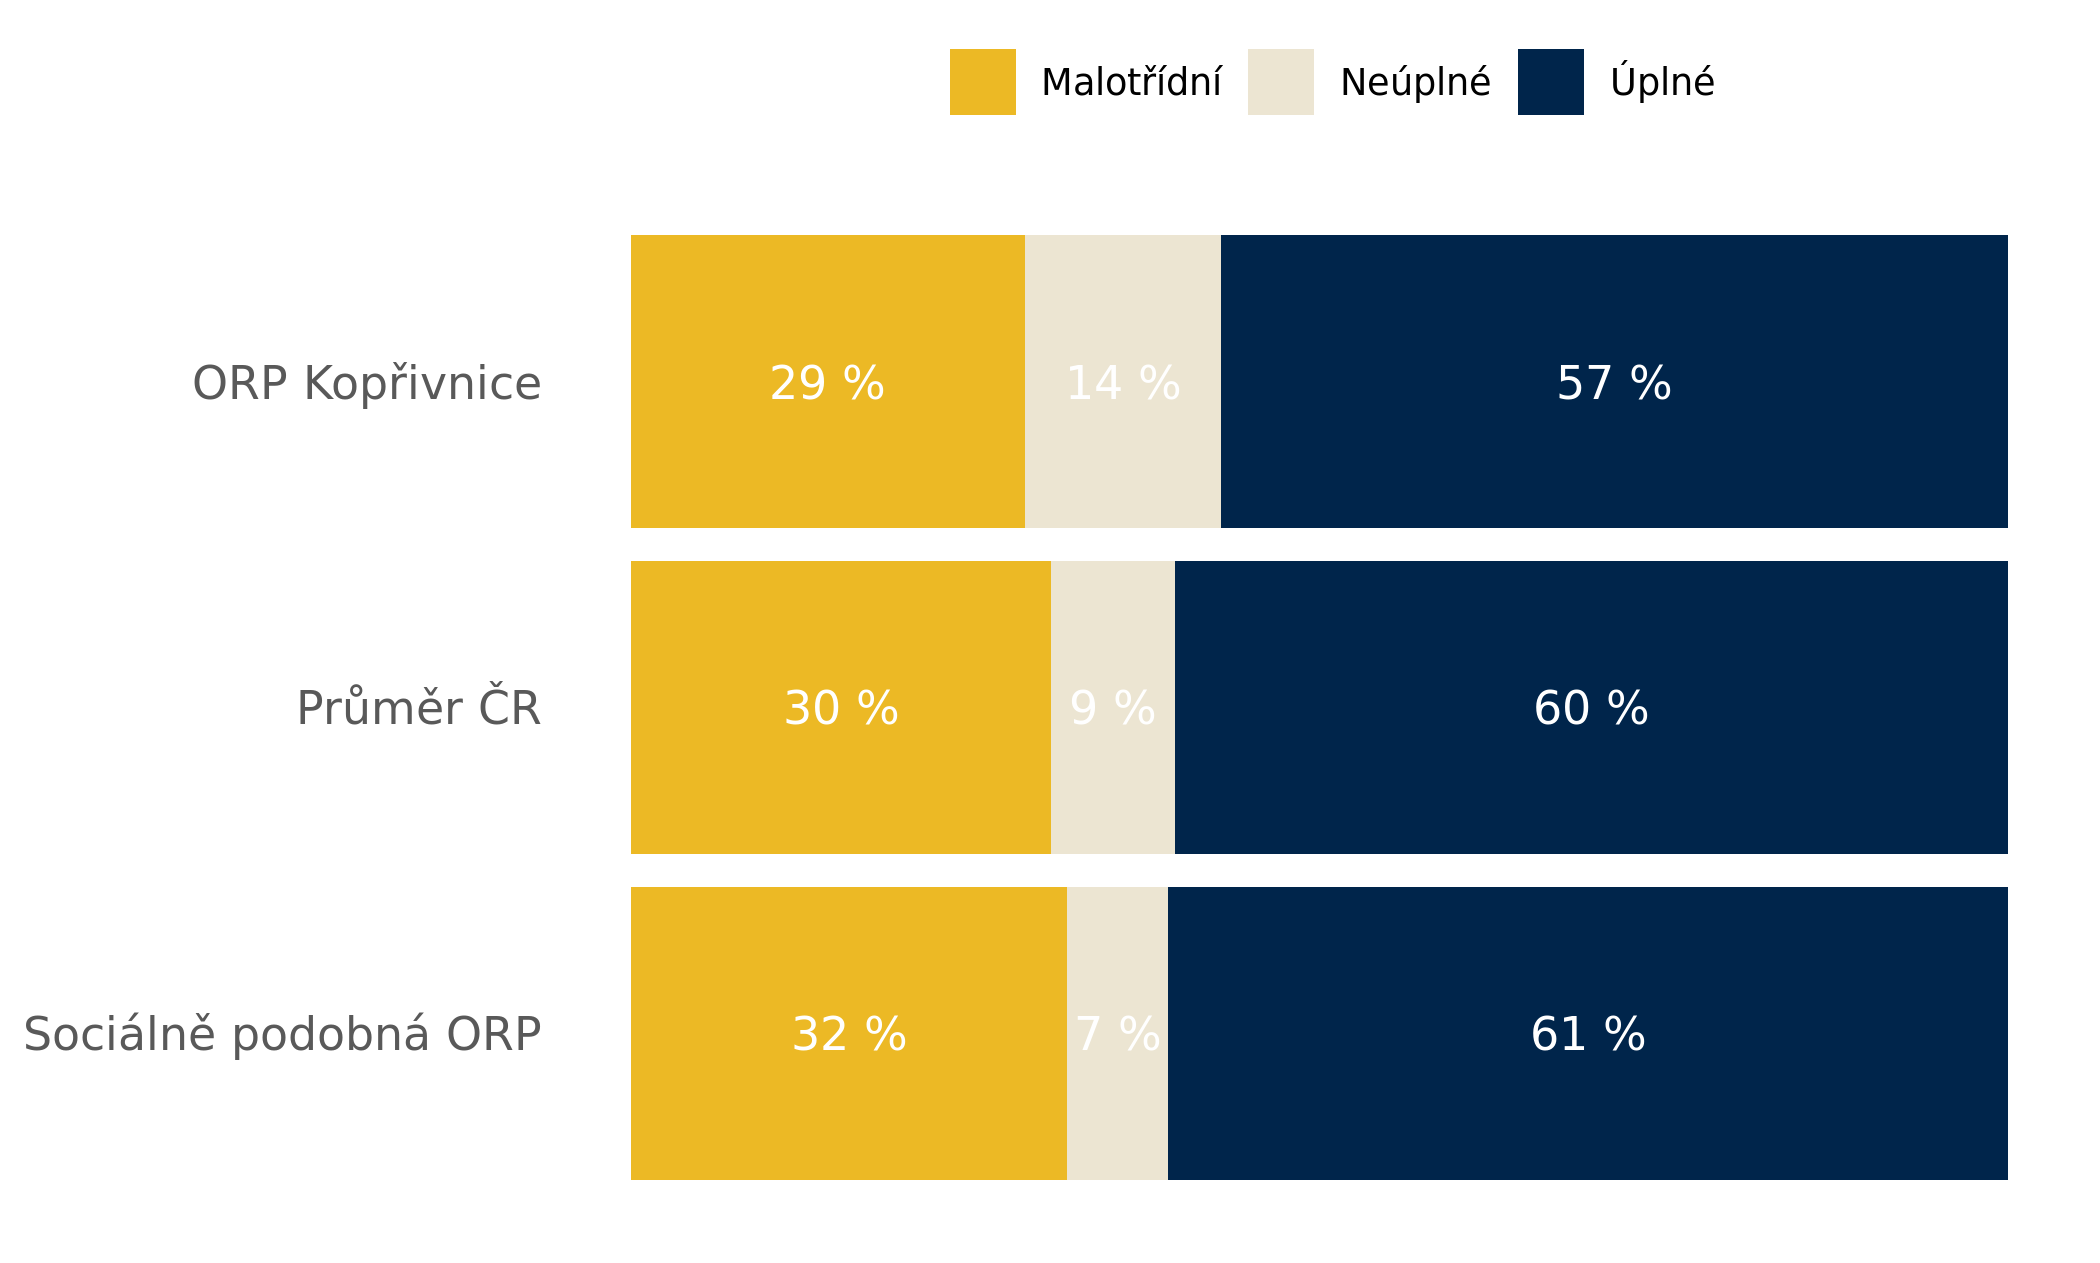 Malotřídní Neúplné Úplné
ORP Kopřivnice 29 % 14 % 57 %
Průměr ČR 30 % 9 % 60 %
Sociálně podobná ORP 32 % 7 % 61 %